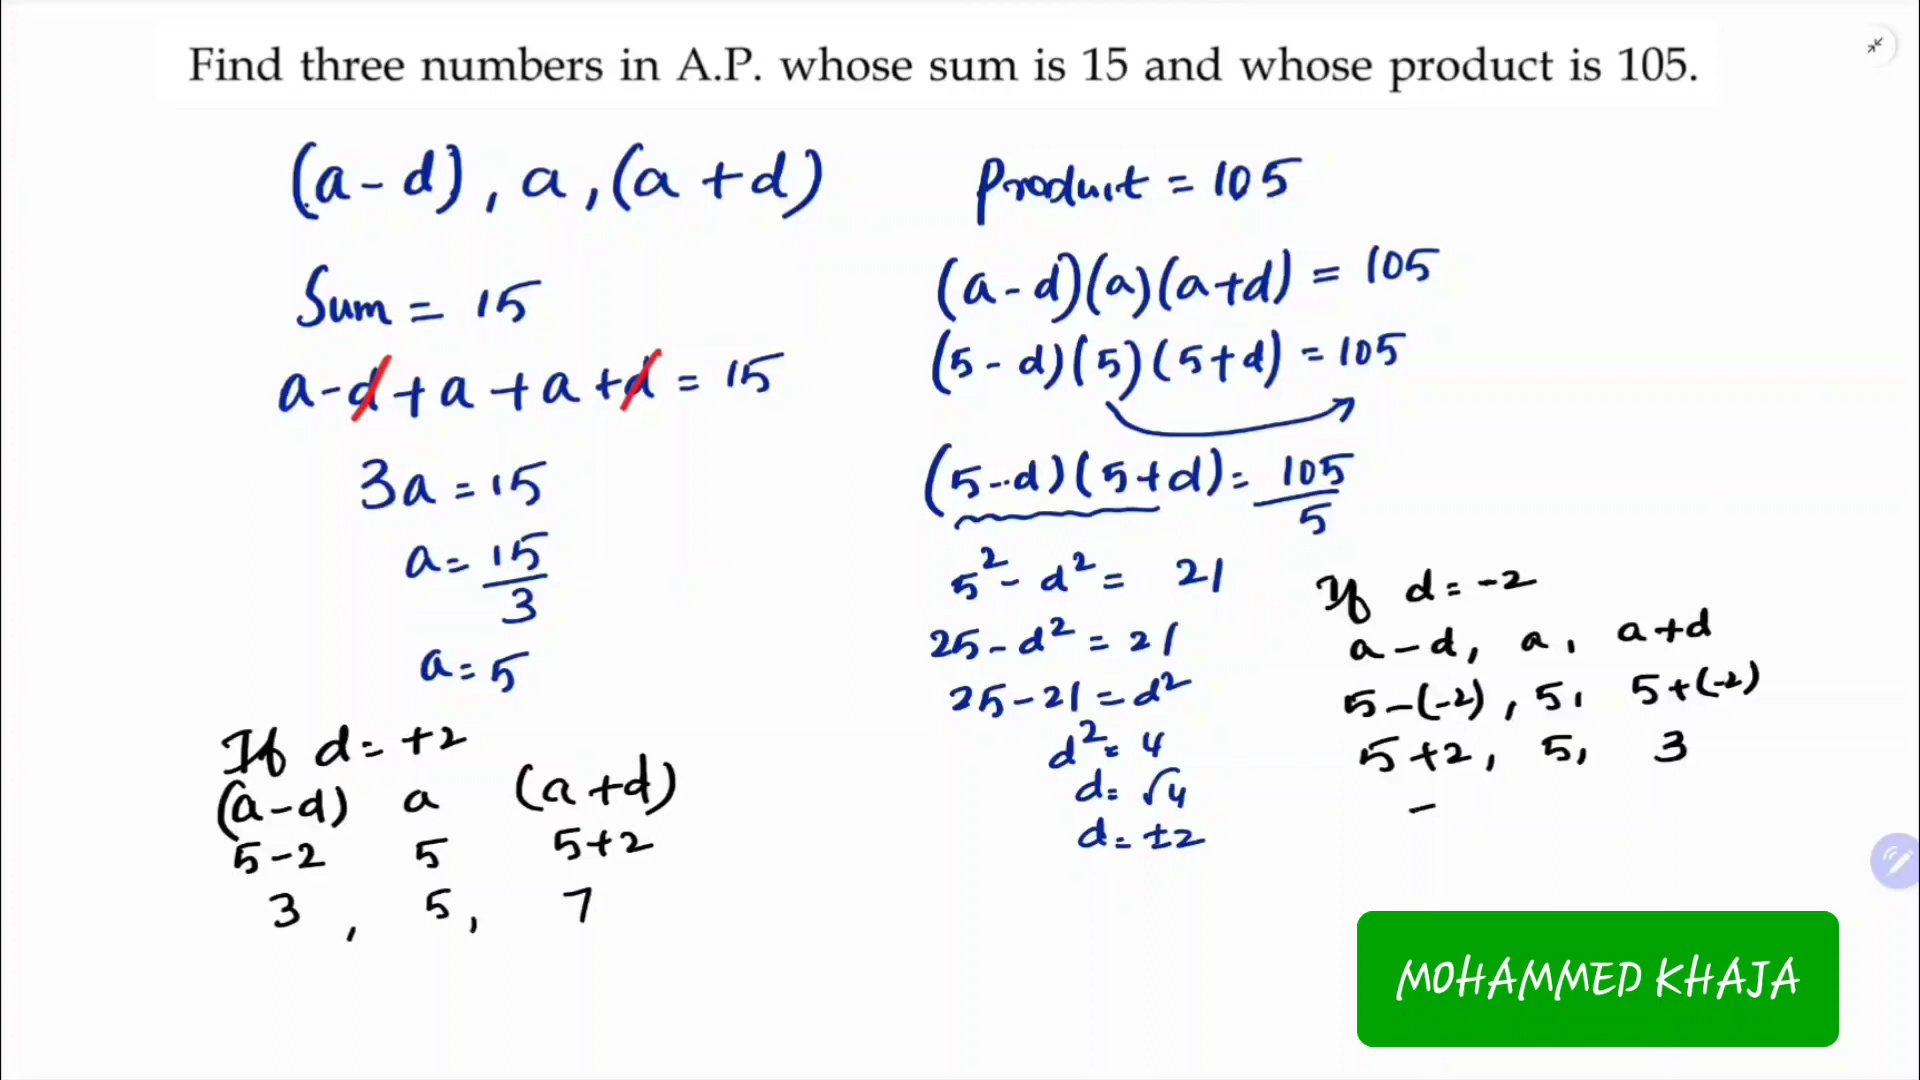 Find three numbers in A.P. whose sum is 15 and whose product is 105.
(a-d), a, (a+d)
Sum = 15
a-d+a+a+d = 15
3a = 15
a = 15/3
a = 5
If d = +2
(a-d) a (a+d)
5-2 5 5+2
3, 5, 7
Product = 105
(a-d)(a)(a+d) = 105
(5-d)(5)(5+d) = 105
(5-d)(5+d) = 105/5
5² - d² = 21
25 - d² = 21
25 - 21 = d²
d² = 4
d = √4
d = ±2
If d = -2
a-d, a, a+d
5-(-2), 5, 5+(-2)
5+2, 5, 3
MOHAMMED KHAJA